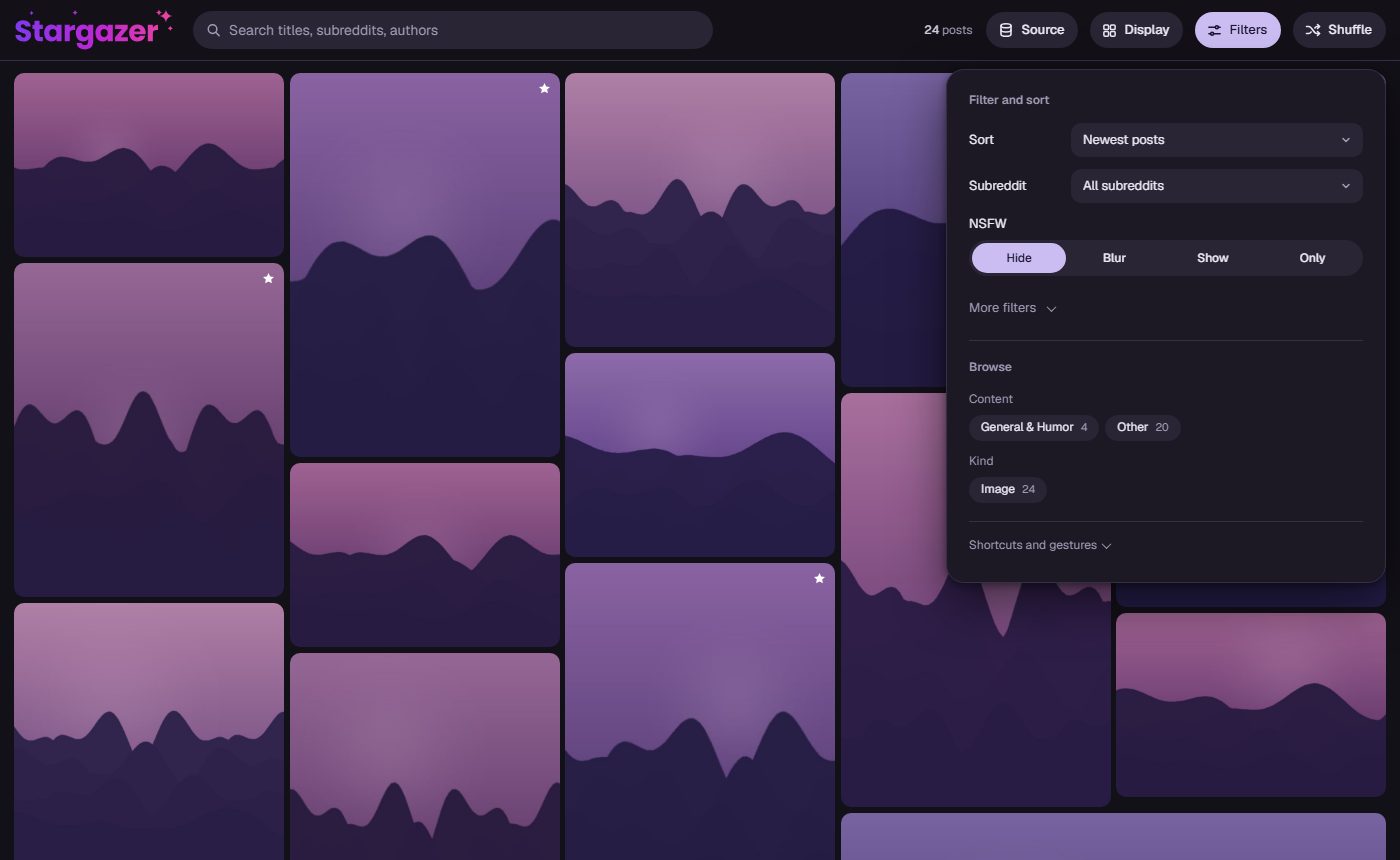 Stargazer
Search titles, subreddits, authors
24 posts
Source
Display
Filters
Shuffle
Filter and sort
Sort
Newest posts
Subreddit
All subreddits
NSFW
Hide
Blur
Show
Only
More filters
Browse
Content
General & Humor 4
Other 20
Kind
Image 24
Shortcuts and gestures